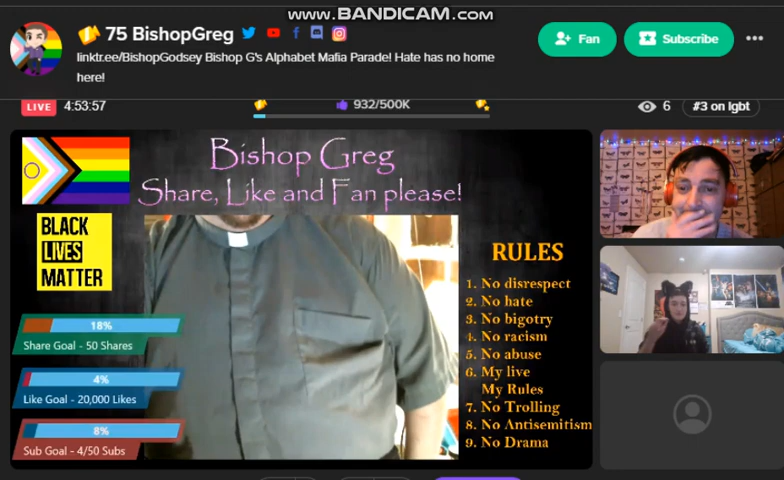 www.BANDICAM.com
75 BishopGreg
Fan
Subscribe
linktr.ee/BishopGodsey Bishop G's Alphabet Mafia Parade! Hate has no home
here!
LIVE 4:53:57
932/500K
6
#3 on lgbt
Bishop Greg
Share, Like and Fan please!
BLACK
LIVES
MATTER
18%
Share Goal - 50 Shares
4%
Like Goal - 20,000 Likes
8%
Sub Goal - 4/50 Subs
RULES
1. No disrespect
2. No hate
3. No bigotry
4. No racism
5. No abuse
6. My live
My Rules
7. No Trolling
8. No Antisemitism
9. No Drama